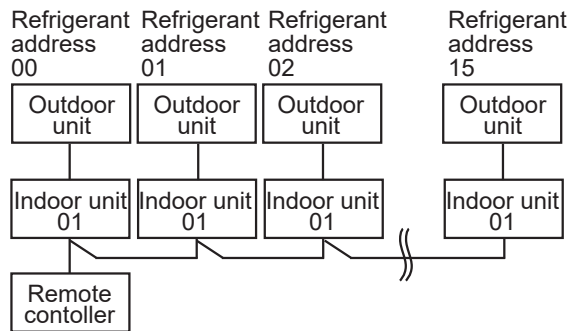 Refrigerant address 00
Refrigerant address 01
Refrigerant address 02
Refrigerant address 15
Outdoor unit
Outdoor unit
Outdoor unit
Outdoor unit
Indoor unit 01
Indoor unit 01
Indoor unit 01
Indoor unit 01
Remote contoller